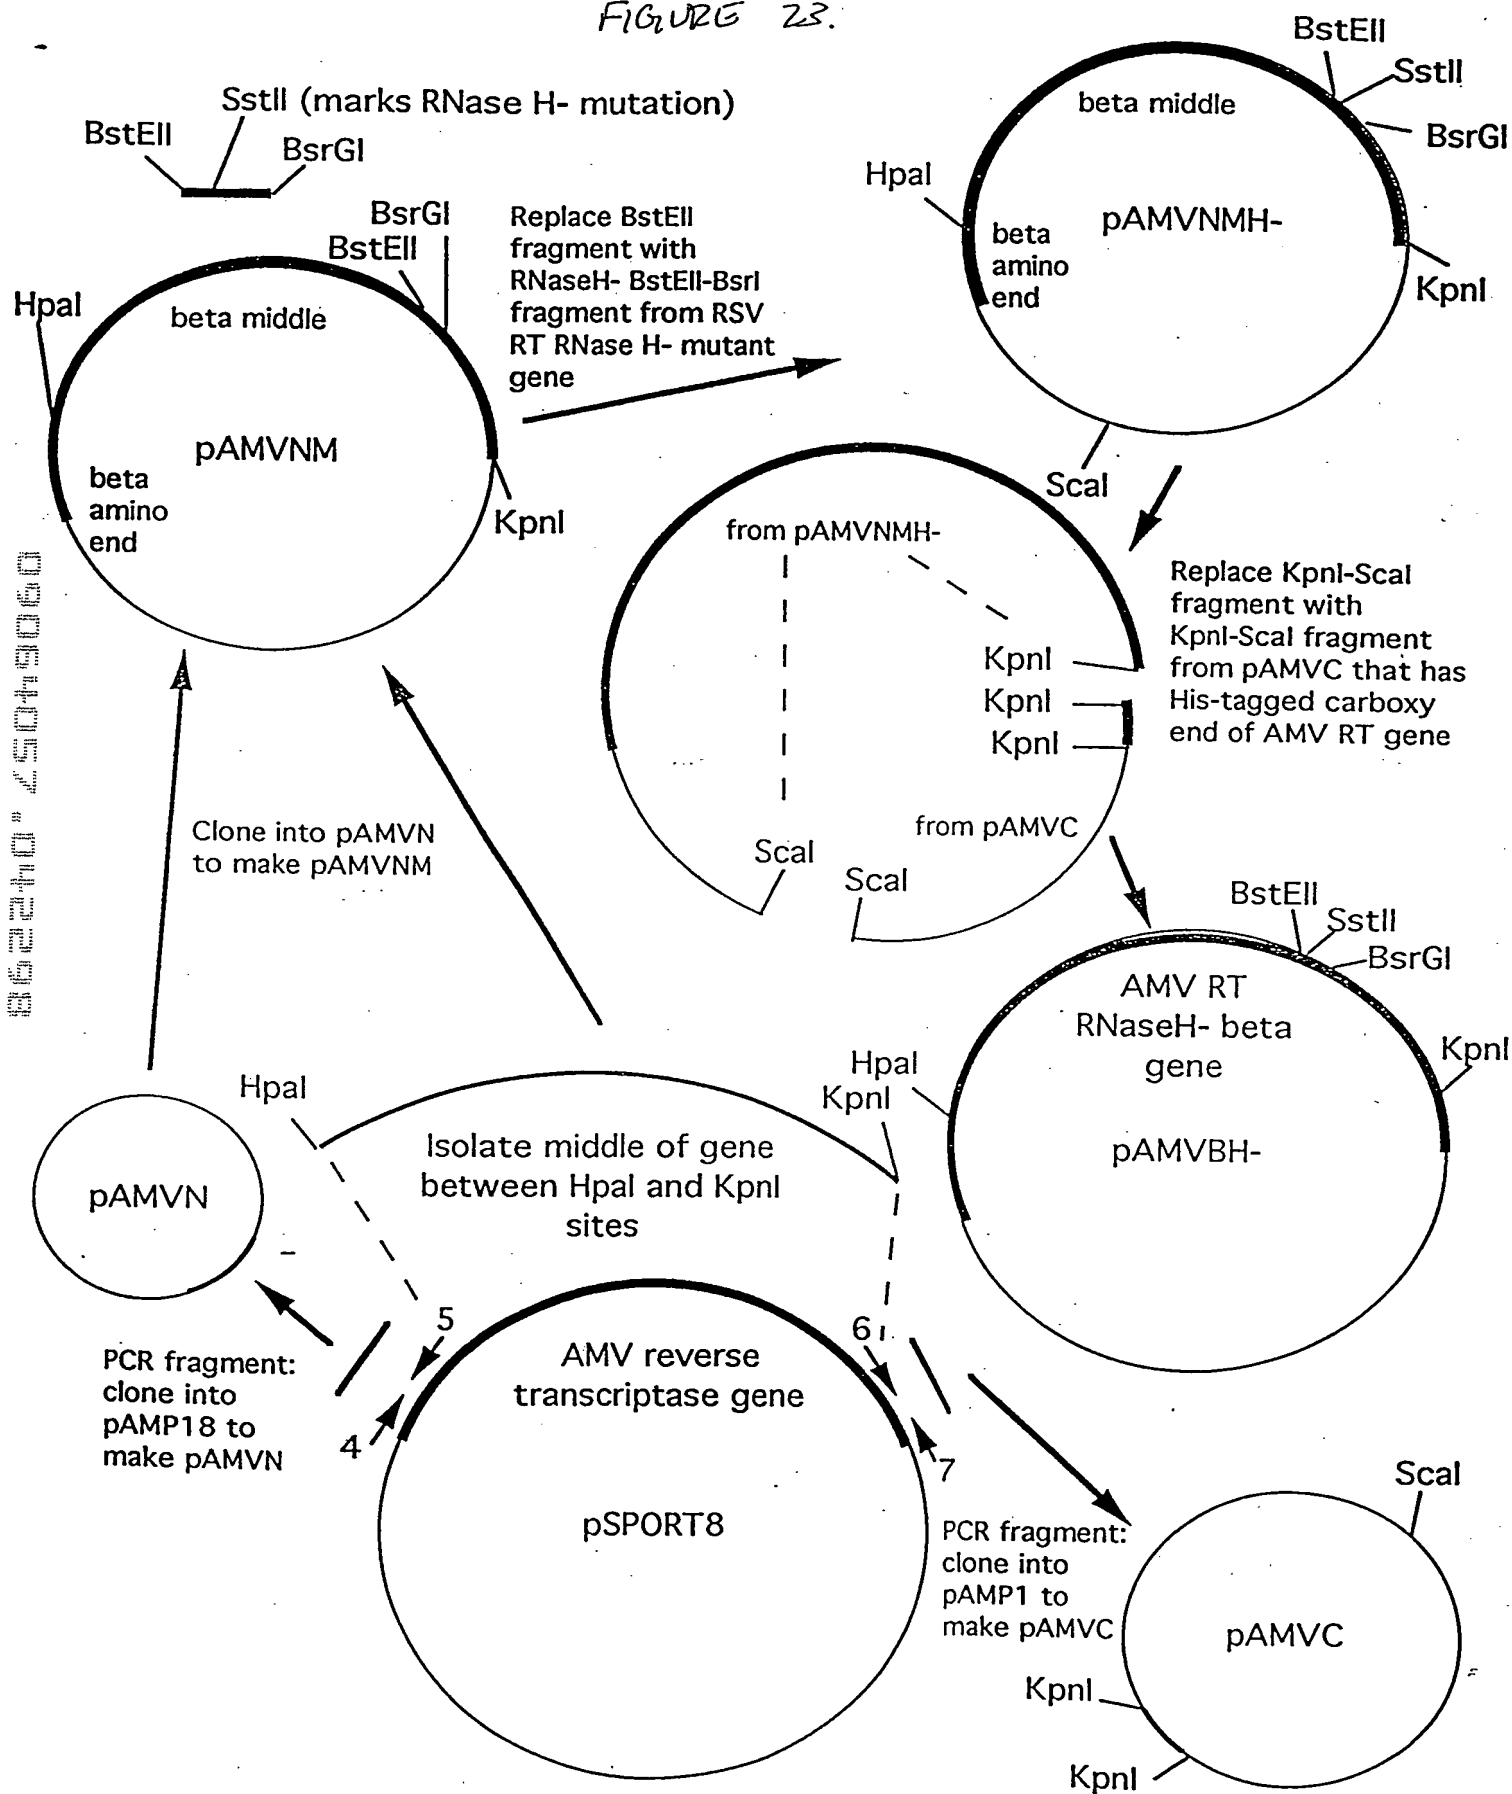 FIGURE 23.
SstII (marks RNase H- mutation)
BstEII
BsrGI
BsrGI
BstEII
HpaI
beta middle
pAMVNM
beta
amino
end
KpnI
Replace BstEII
fragment with
RNaseH- BstEII-BsrI
fragment from RSV
RT RNase H- mutant
gene
BstEII
SstII
BsrGI
beta middle
HpaI
pAMVNMH-
beta
amino
end
KpnI
ScaI
from pAMVNMH-
KpnI
KpnI
KpnI
from pAMVC
ScaI
ScaI
Replace KpnI-ScaI
fragment with
KpnI-ScaI fragment
from pAMVC that has
His-tagged carboxy
end of AMV RT gene
09064057.042298
Clone into pAMVN
to make pAMVNM
BstEII
SstII
BsrGI
AMV RT
RNaseH- beta
gene
HpaI
KpnI
pAMVBH-
HpaI
KpnI
Isolate middle of gene
between HpaI and KpnI
sites
pAMVN
5
6
4
7
PCR fragment:
clone into
pAMP18 to
make pAMVN
AMV reverse
transcriptase gene
pSPORT8
PCR fragment:
clone into
pAMP1 to
make pAMVC
ScaI
pAMVC
KpnI
KpnI